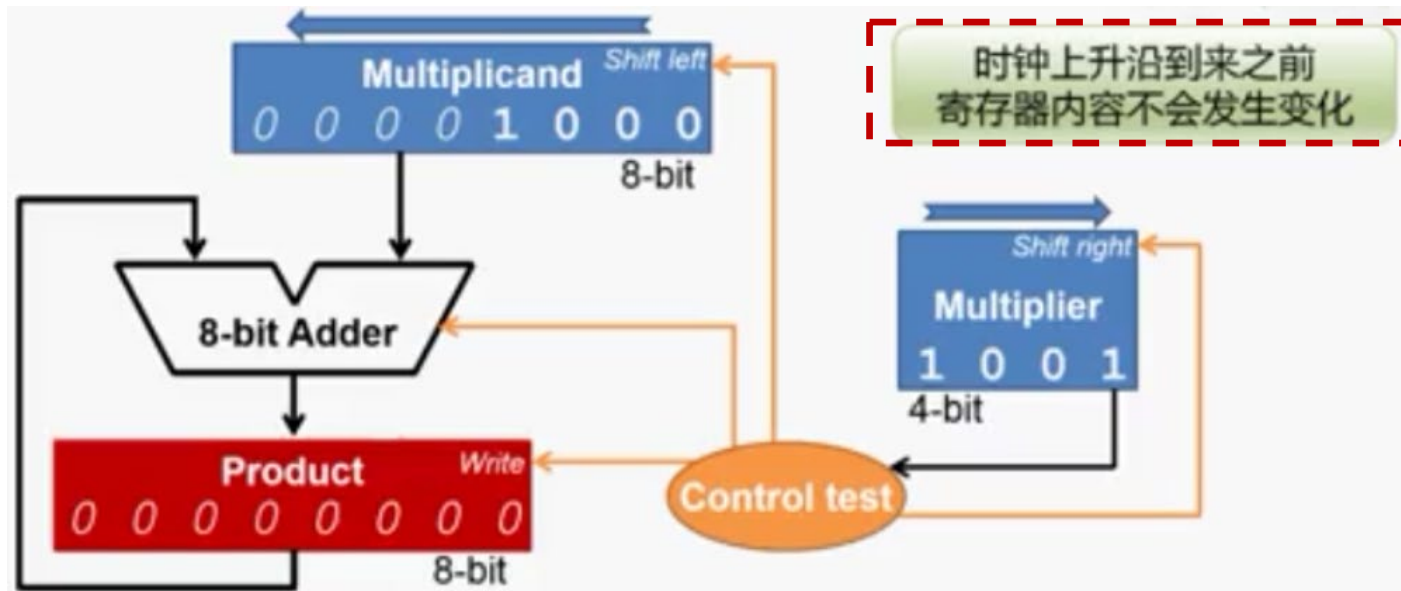 Shift left
Multiplicand
0 0 0 0 1 0 0 0
8-bit
时钟上升沿到来之前
寄存器内容不会发生变化
Shift right
Multiplier
1 0 0 1
4-bit
8-bit Adder
Product
Write
0 0 0 0 0 0 0 0
8-bit
Control test